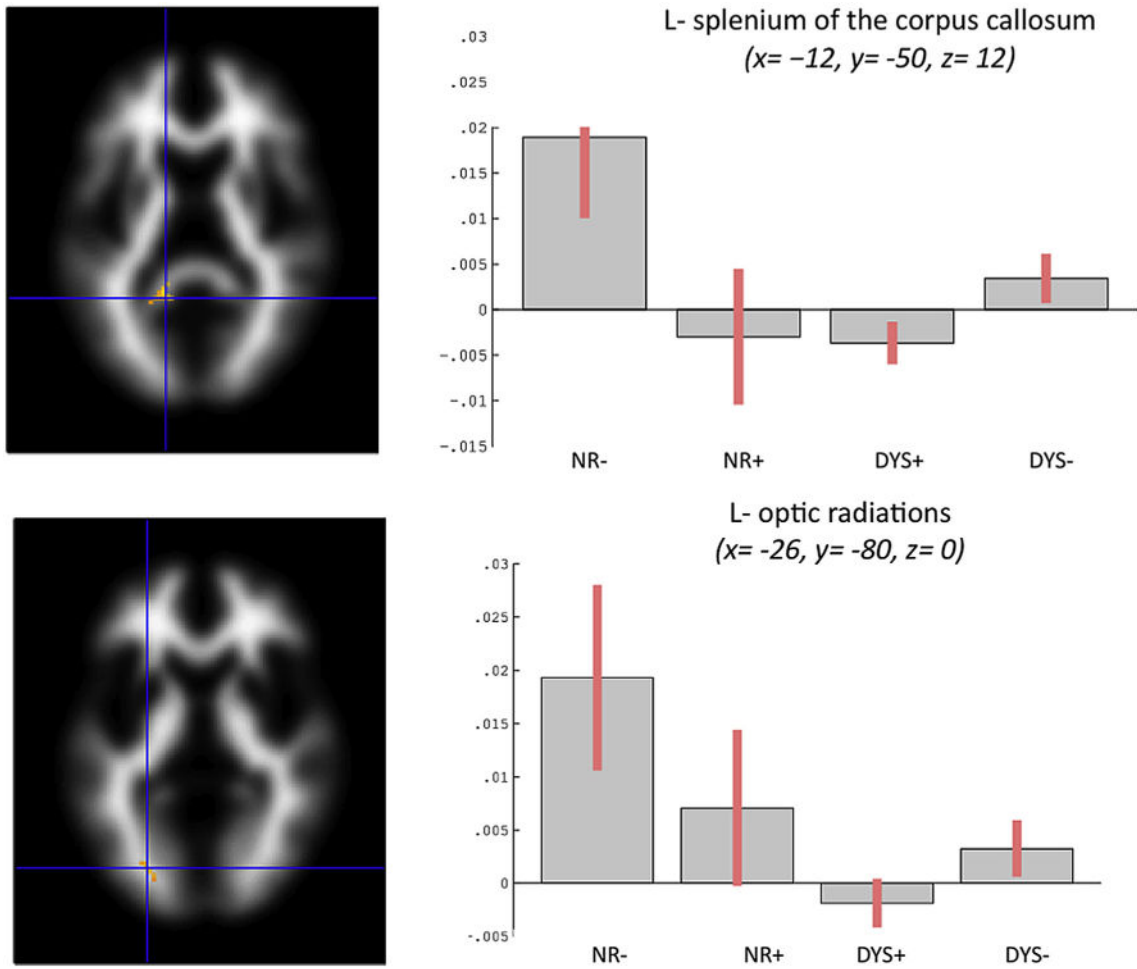 L- splenium of the corpus callosum
(x= −12, y= -50, z= 12)
.03
.025
.02
.015
.01
.005
0
-.005
-.01
-.015
NR-
NR+
DYS+
DYS-
L- optic radiations
(x= -26, y= -80, z= 0)
.03
.025
.02
.015
.01
.005
0
-.005
NR-
NR+
DYS+
DYS-